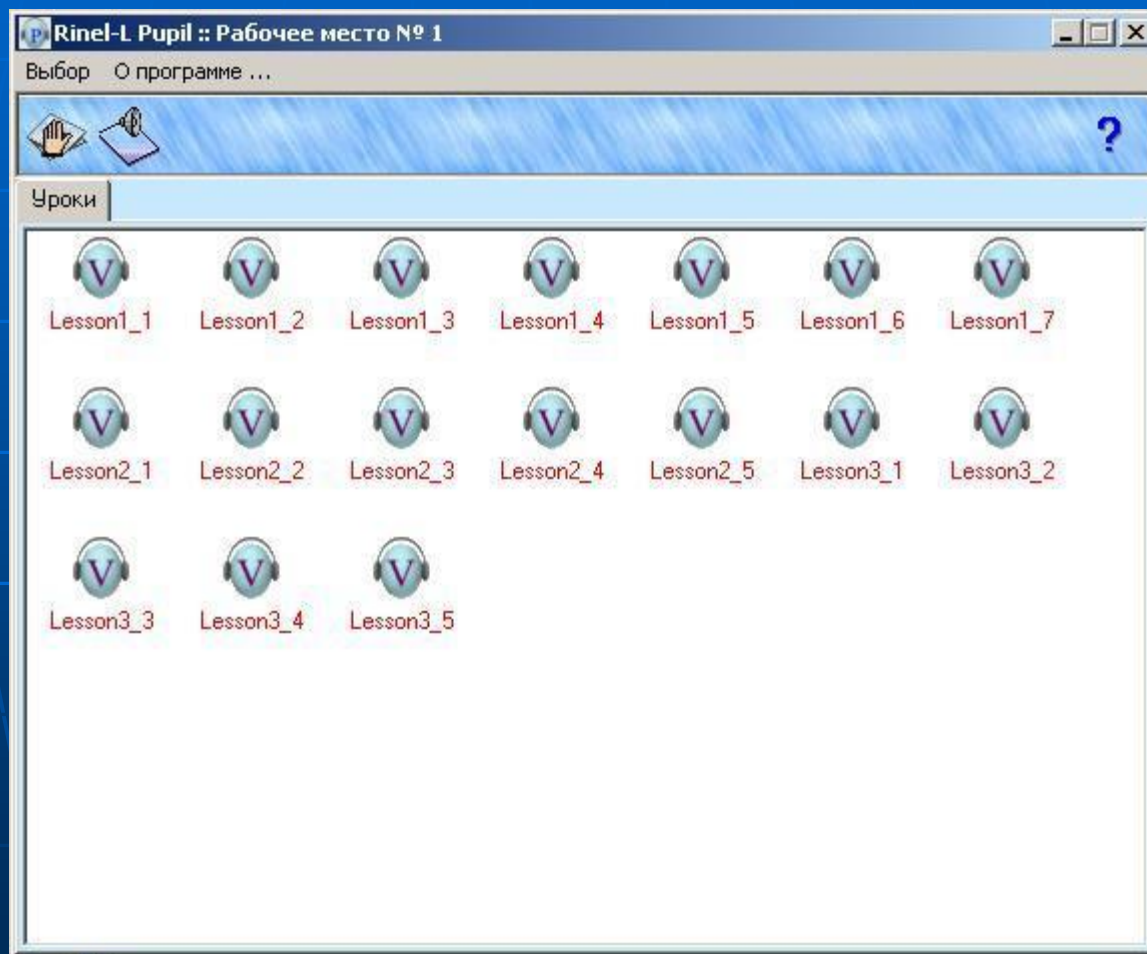 Rinel-L Pupil :: Рабочее место № 1
Выбор О программе ...
?
Уроки
V V V V V V V
Lesson1_1 Lesson1_2 Lesson1_3 Lesson1_4 Lesson1_5 Lesson1_6 Lesson1_7
V V V V V V V
Lesson2_1 Lesson2_2 Lesson2_3 Lesson2_4 Lesson2_5 Lesson3_1 Lesson3_2
V V V
Lesson3_3 Lesson3_4 Lesson3_5